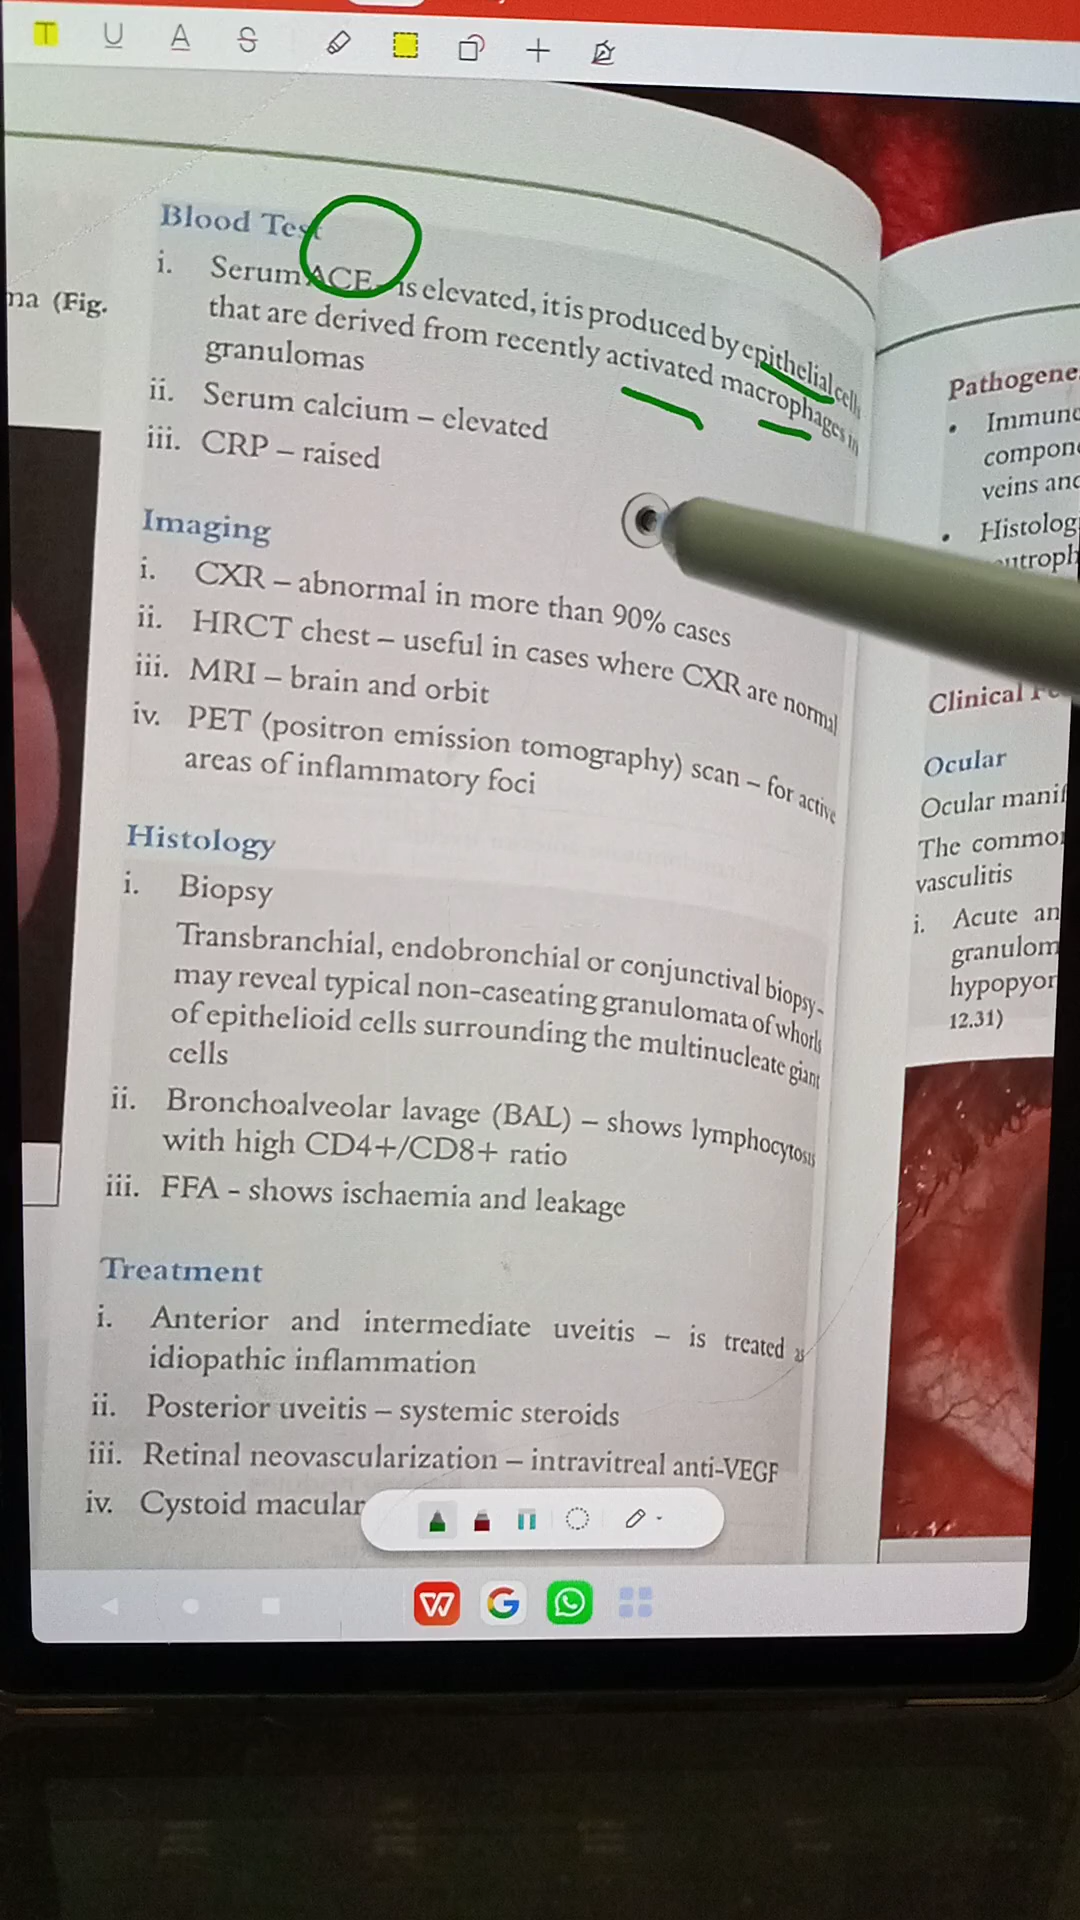 T U A S
Blood Test
i. Serum ACE – is elevated, it is produced by epithelial cells
that are derived from recently activated macrophages in
granulomas
ii. Serum calcium – elevated
iii. CRP – raised
Imaging
i. CXR – abnormal in more than 90% cases
ii. HRCT chest – useful in cases where CXR are normal
iii. MRI – brain and orbit
iv. PET (positron emission tomography) scan – for active
areas of inflammatory foci
Histology
i. Biopsy
Transbranchial, endobronchial or conjunctival biopsy-
may reveal typical non-caseating granulomata of whorls
of epithelioid cells surrounding the multinucleate giant
cells
ii. Bronchoalveolar lavage (BAL) – shows lymphocytosis
with high CD4+/CD8+ ratio
iii. FFA - shows ischaemia and leakage
Treatment
i. Anterior and intermediate uveitis – is treated as
idiopathic inflammation
ii. Posterior uveitis – systemic steroids
iii. Retinal neovascularization – intravitreal anti-VEGF
iv. Cystoid macular
ma (Fig.
Pathogene
• Immuno
compon
veins and
• Histolog
utroph
Clinical Fe
Ocular
Ocular manif
The common
vasculitis
i. Acute an
granulom
hypopyon
12.31)
W G